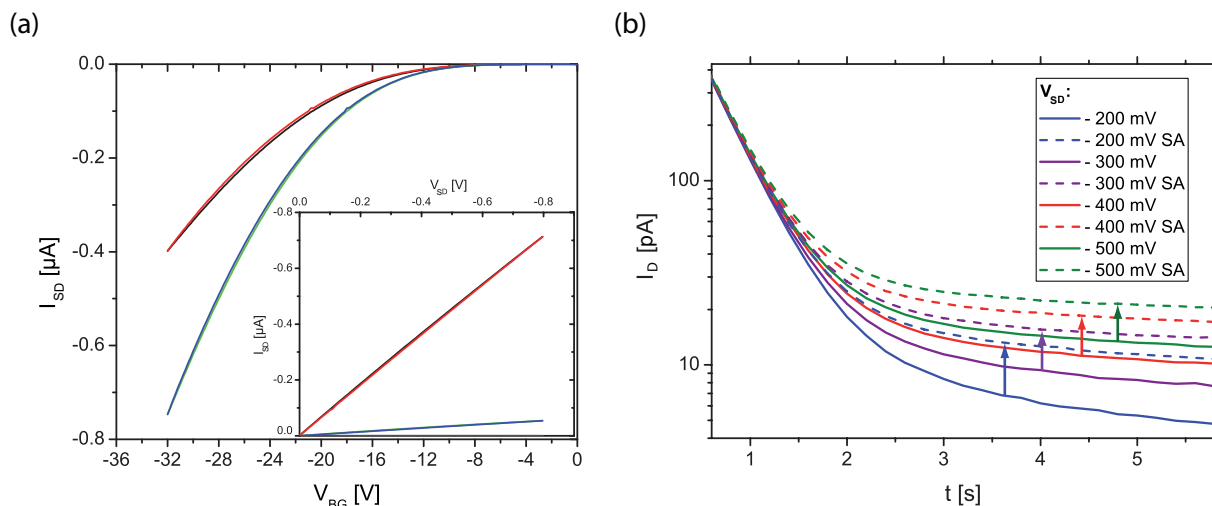 (a)
0.0
-0.2
-0.4
-0.6
-0.8
I_SD [µA]
-36 -32 -28 -24 -20 -16 -12 -8 -4 0
V_BG [V]
V_SD [V]
0.0 -0.2 -0.4 -0.6 -0.8
-0.8
-0.6
-0.4
-0.2
0.0
I_SD [µA]
(b)
100
10
I_D [pA]
1 2 3 4 5
t [s]
V_SD:
- 200 mV
- 200 mV SA
- 300 mV
- 300 mV SA
- 400 mV
- 400 mV SA
- 500 mV
- 500 mV SA